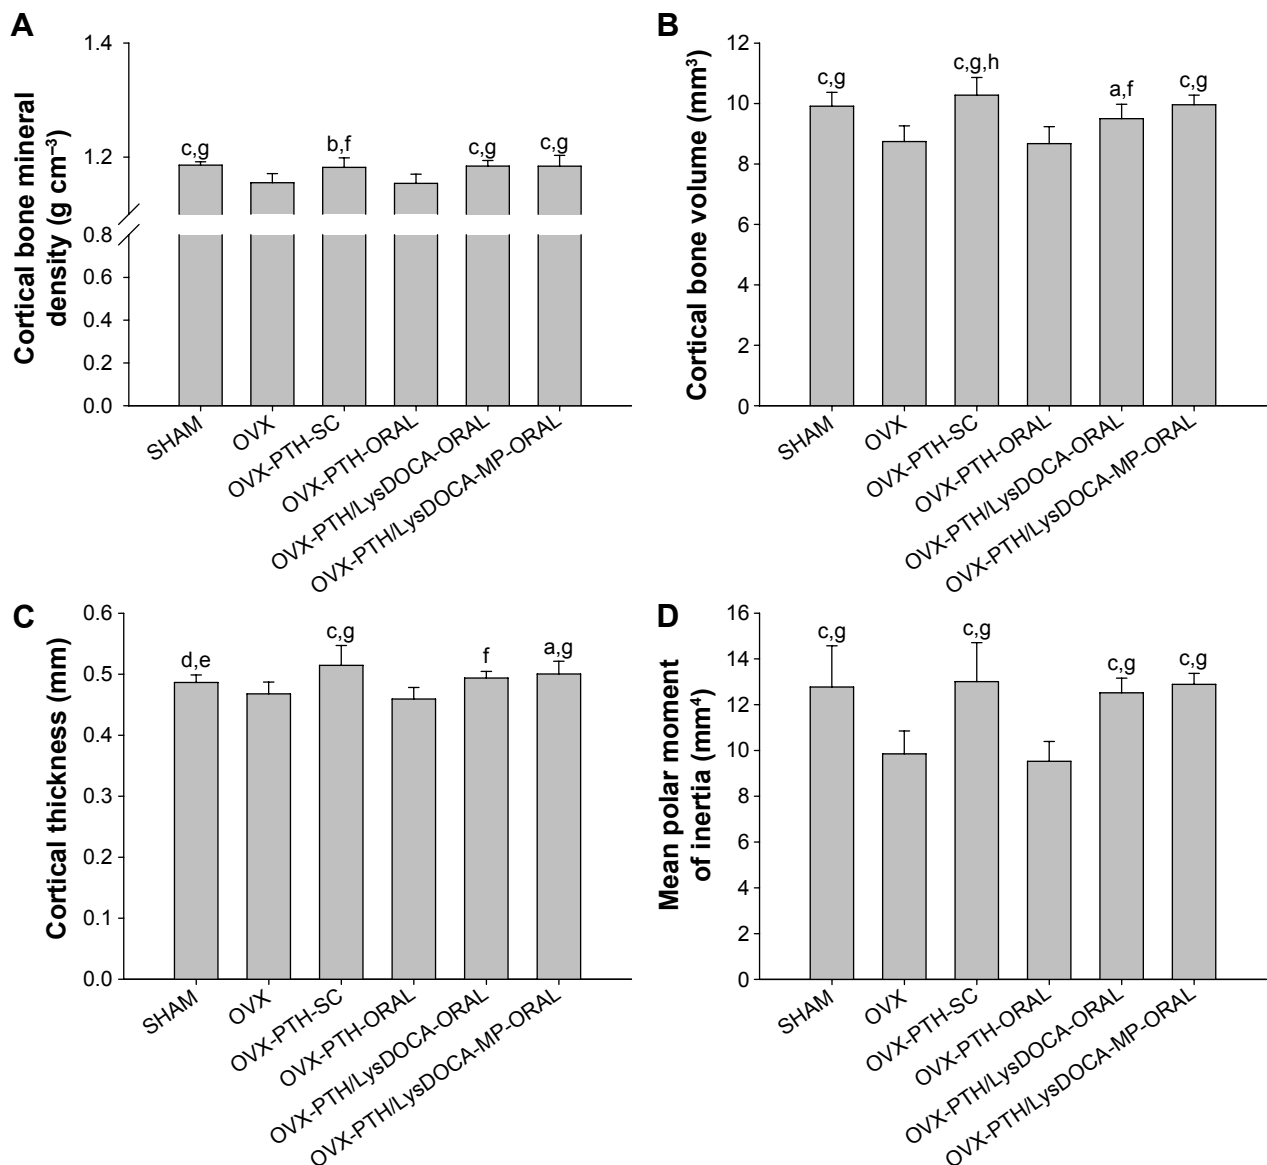 A
Cortical bone mineral
density (g cm⁻³)
1.4
1.2
0.8
0.6
0.4
0.2
0.0
c,g
b,f
c,g
c,g
SHAM
OVX
OVX-PTH-SC
OVX-PTH-ORAL
OVX-PTH/LysDOCA-ORAL
OVX-PTH/LysDOCA-MP-ORAL
B
Cortical bone volume (mm³)
12
10
8
6
4
2
0
c,g
c,g,h
a,f
c,g
SHAM
OVX
OVX-PTH-SC
OVX-PTH-ORAL
OVX-PTH/LysDOCA-ORAL
OVX-PTH/LysDOCA-MP-ORAL
C
Cortical thickness (mm)
0.6
0.5
0.4
0.3
0.2
0.1
0.0
d,e
c,g
f
a,g
SHAM
OVX
OVX-PTH-SC
OVX-PTH-ORAL
OVX-PTH/LysDOCA-ORAL
OVX-PTH/LysDOCA-MP-ORAL
D
Mean polar moment
of inertia (mm⁴)
16
14
12
10
8
6
4
2
0
c,g
c,g
c,g
c,g
SHAM
OVX
OVX-PTH-SC
OVX-PTH-ORAL
OVX-PTH/LysDOCA-ORAL
OVX-PTH/LysDOCA-MP-ORAL